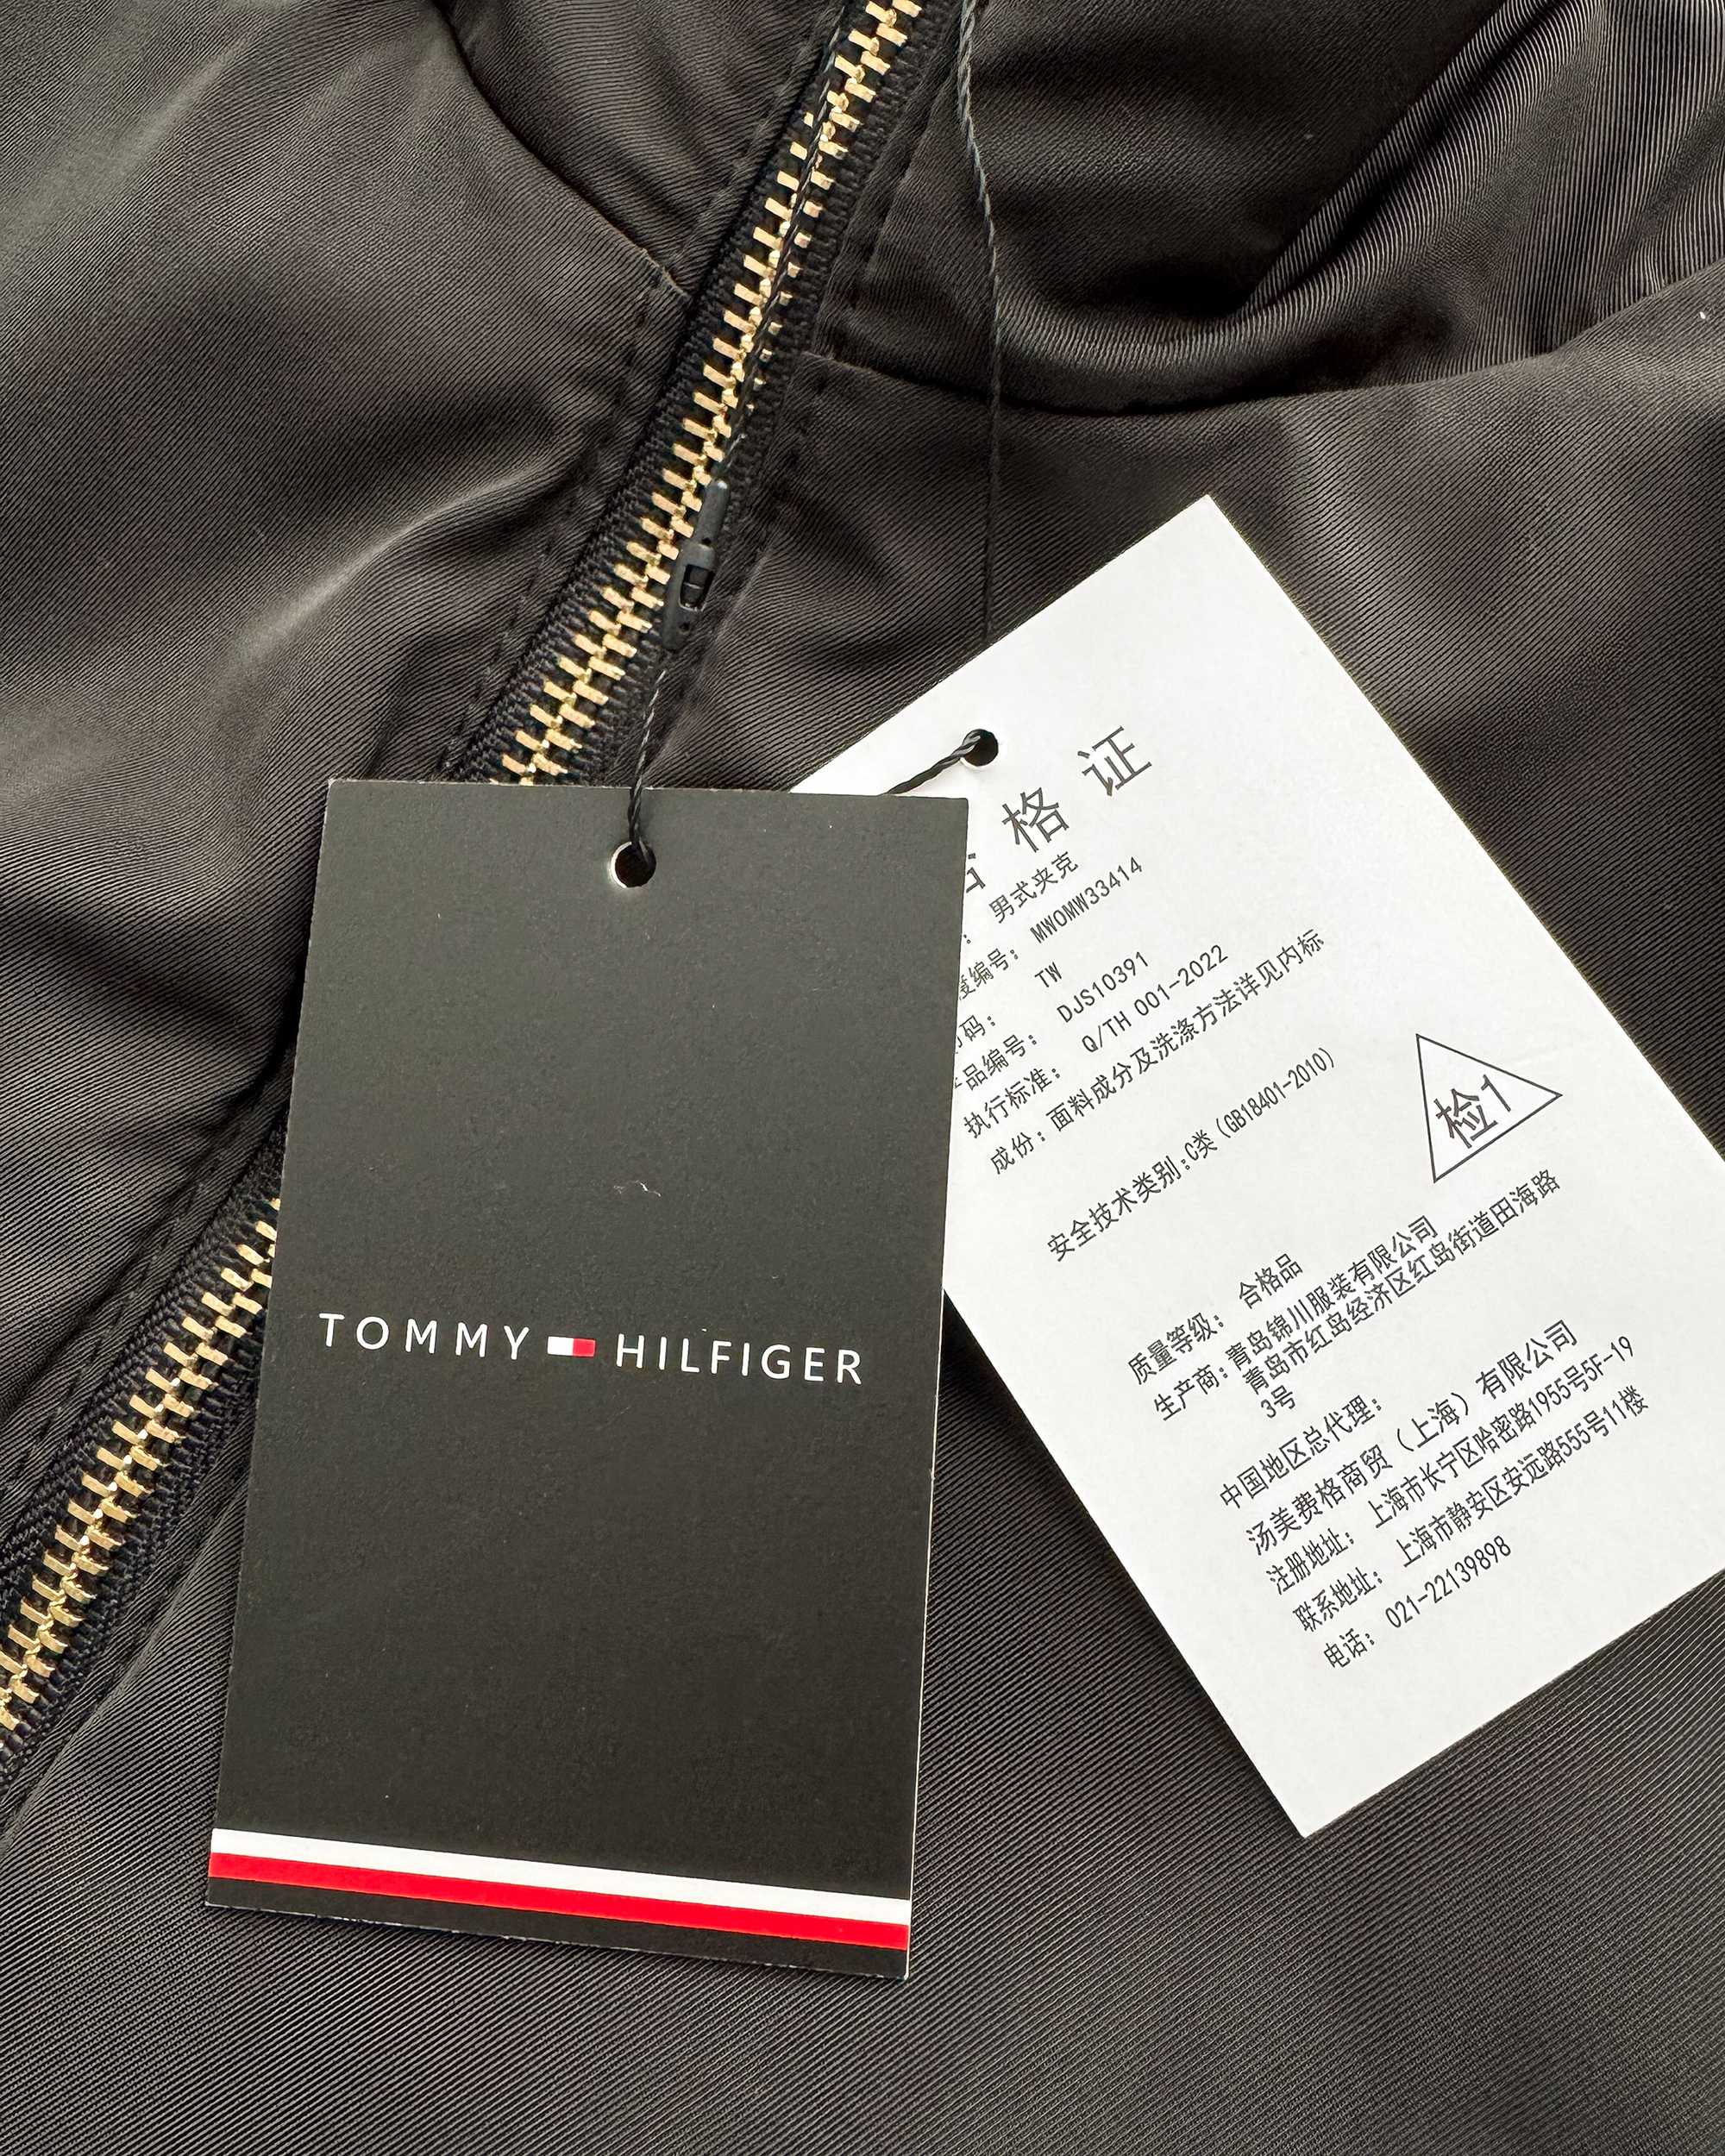 TOMMY HILFIGER
格证
男式夹克
编号: MW0MW33414
码: TW
品编号: DJS10391
执行标准: Q/TH 001-2022
成份: 面料成分及洗涤方法详见内标
安全技术类别:C类(GB18401-2010)
检1
质量等级: 合格品
生产商: 青岛锦川服装有限公司
青岛市红岛经济区红岛街道田海路
3号
中国地区总代理:
汤美费格商贸（上海）有限公司
注册地址: 上海市长宁区哈密路1955号5F-19
联系地址: 上海市静安区安远路555号11楼
电话: 021-22139898